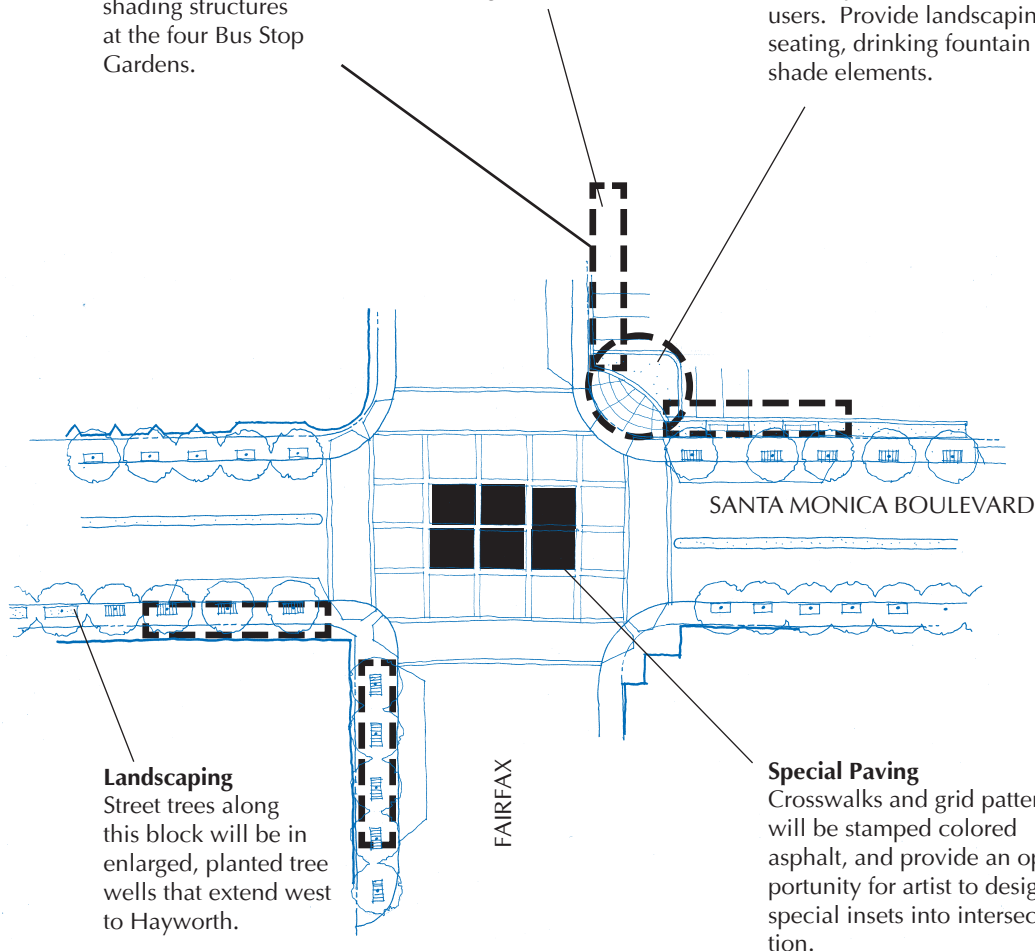 shading structures
at the four Bus Stop
Gardens.
users. Provide landscapin
seating, drinking fountain
shade elements.
SANTA MONICA BOULEVARD
FAIRFAX
Landscaping
Street trees along
this block will be in
enlarged, planted tree
wells that extend west
to Hayworth.
Special Paving
Crosswalks and grid patter
will be stamped colored
asphalt, and provide an op
portunity for artist to desig
special insets into intersec
tion.